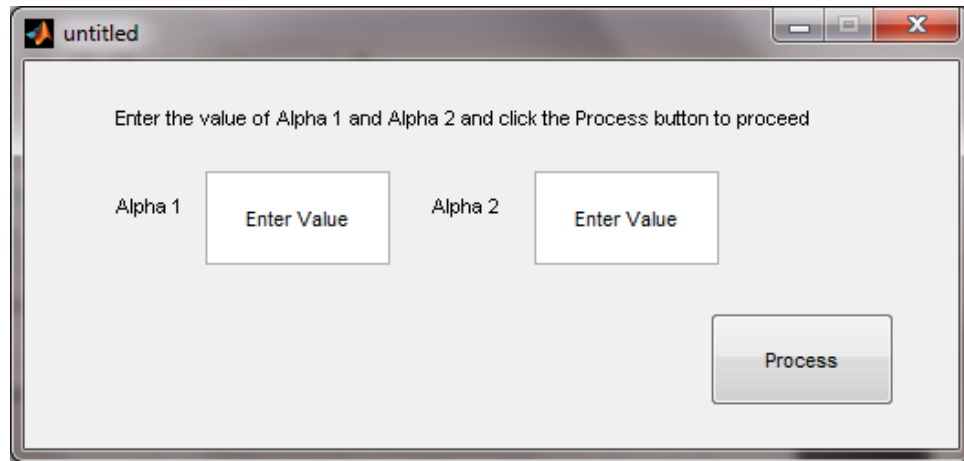 untitled
Enter the value of Alpha 1 and Alpha 2 and click the Process button to proceed
Alpha 1 Enter Value Alpha 2 Enter Value
Process